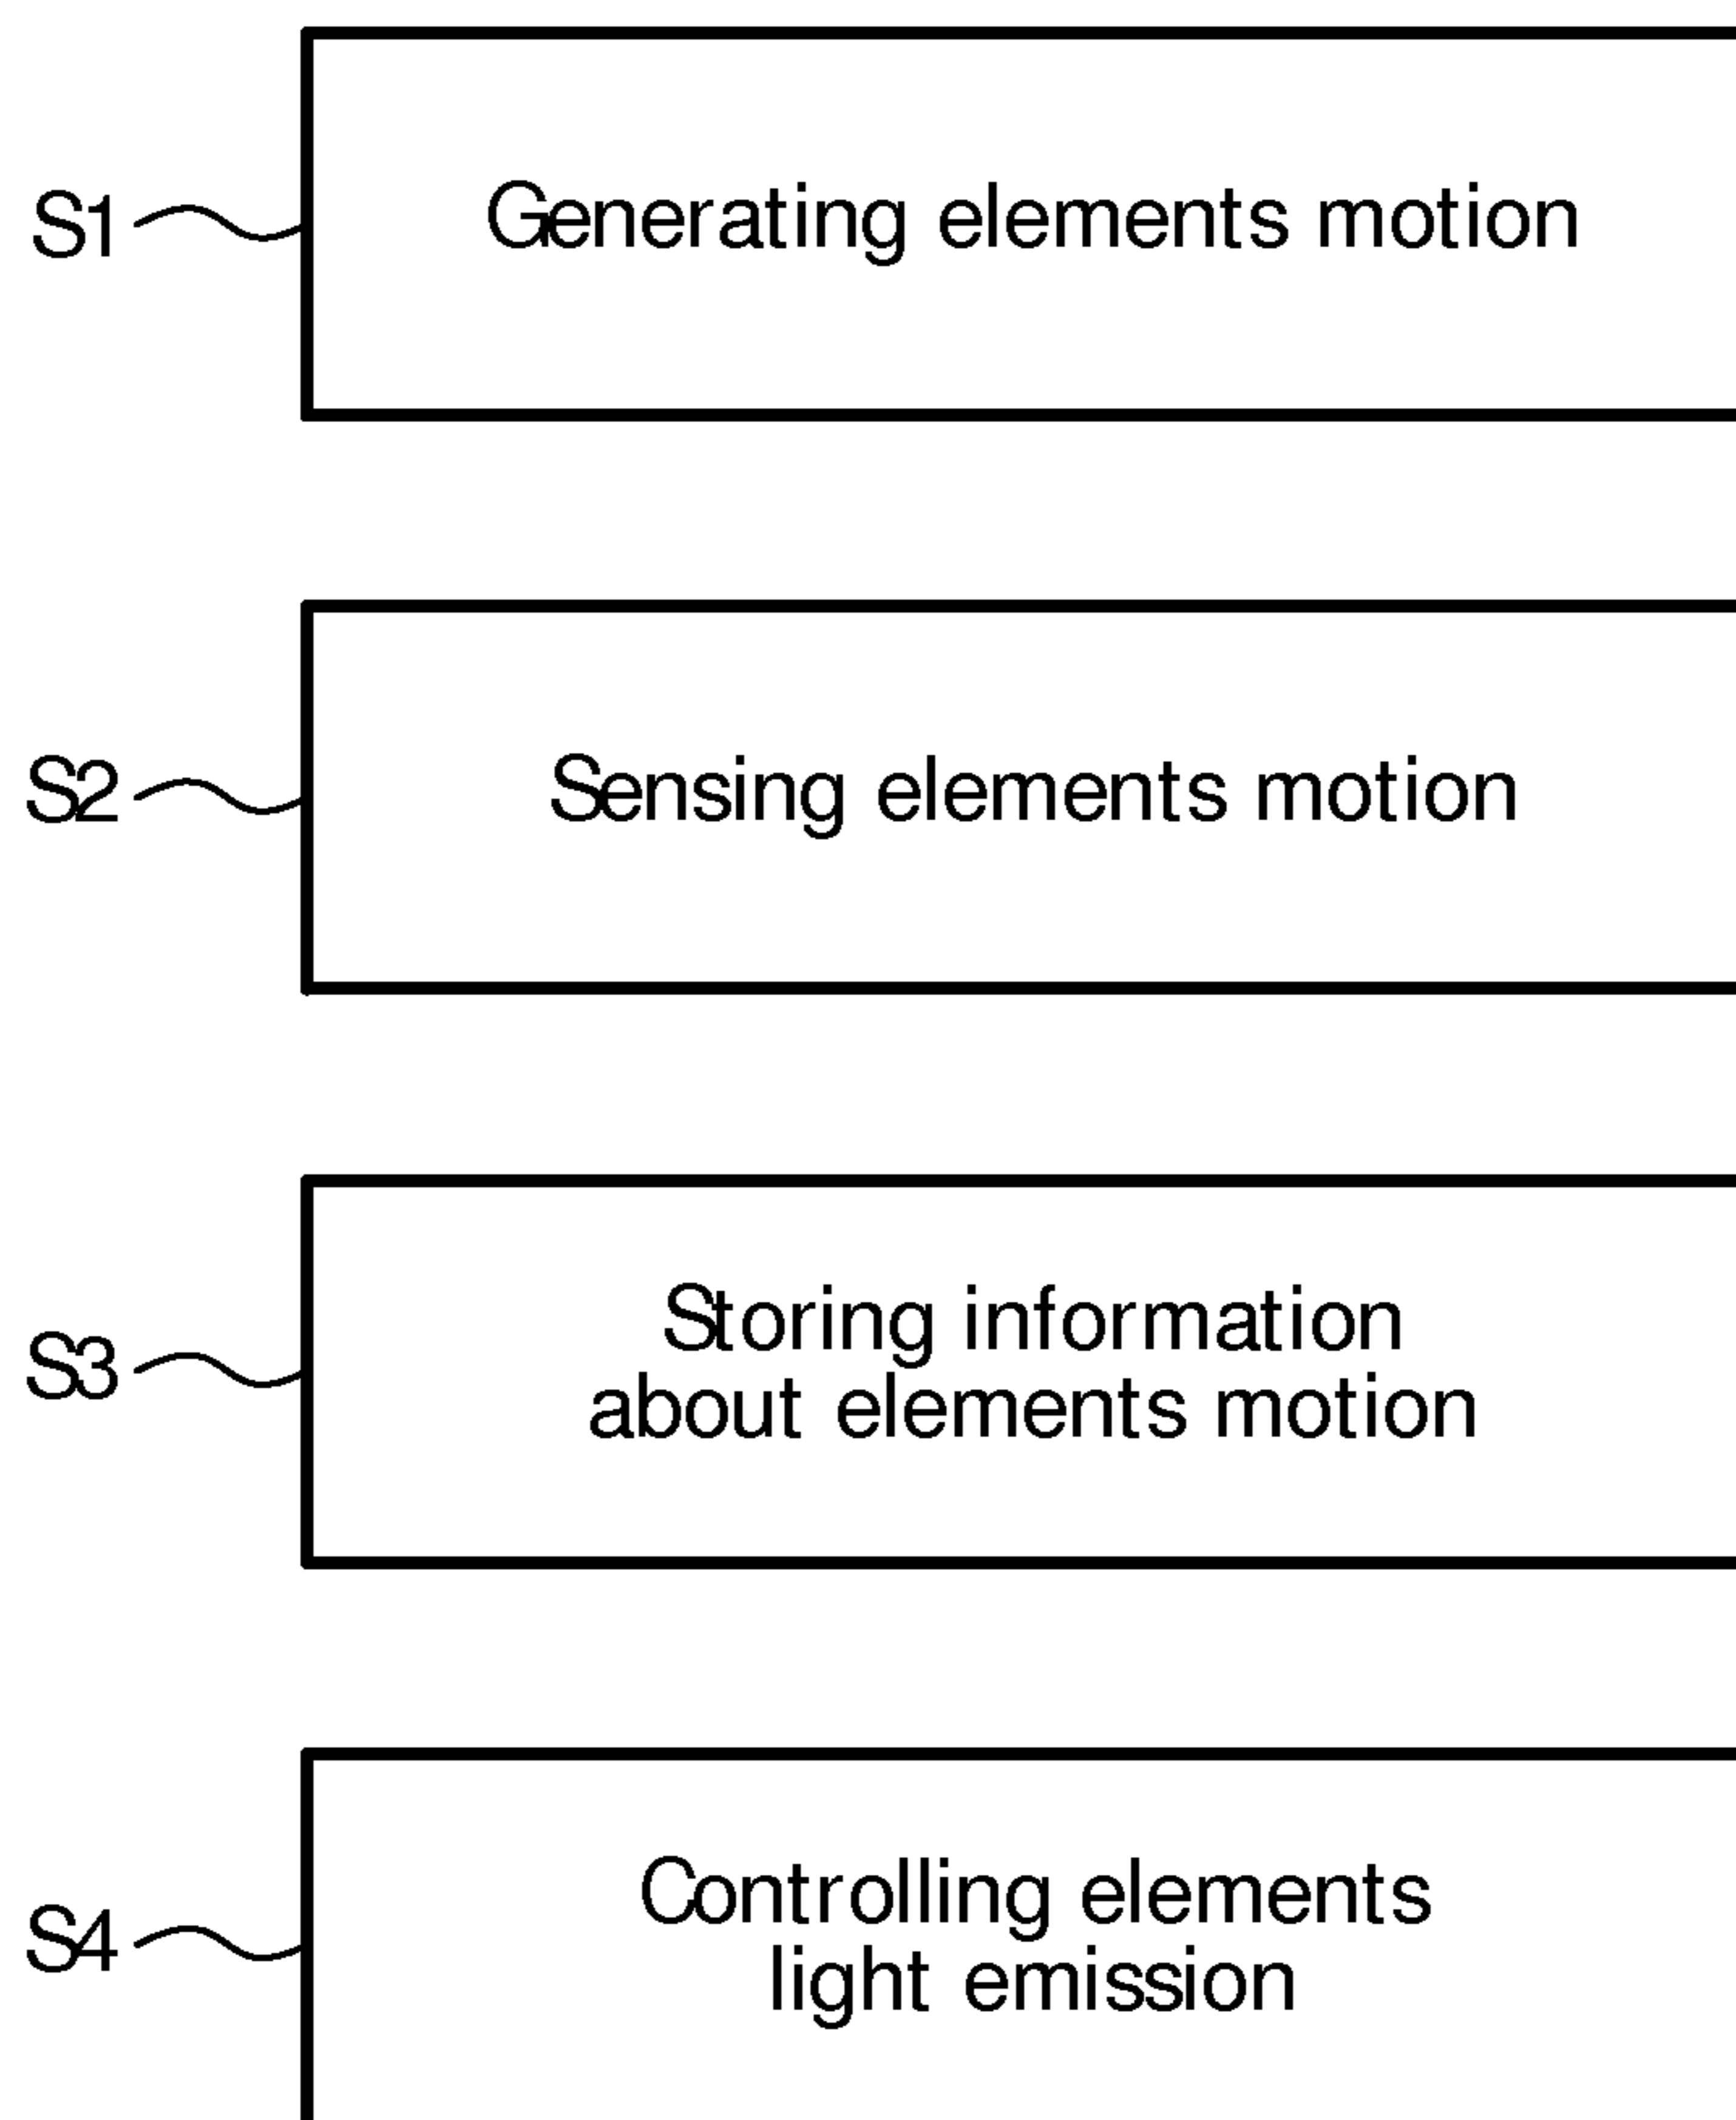 S1
Generating elements motion
S2
Sensing elements motion
S3
Storing information
about elements motion
S4
Controlling elements
light emission